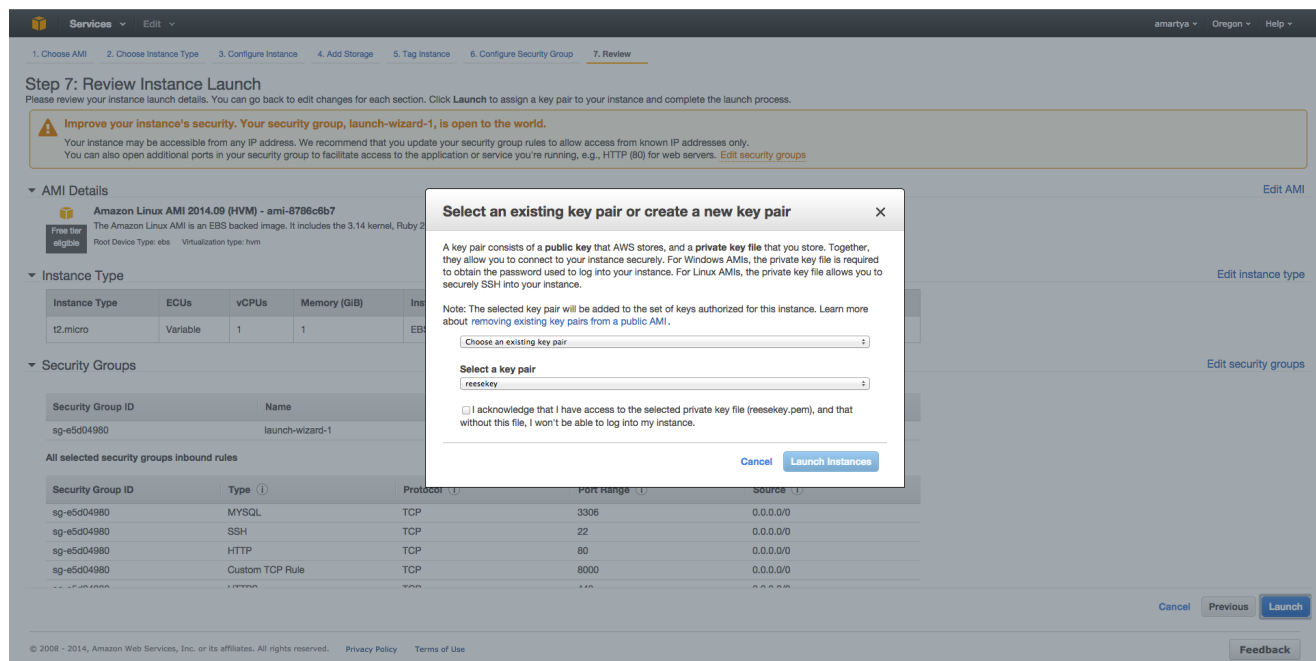 Services Edit amartya Oregon Help
1. Choose AMI 2. Choose Instance Type 3. Configure Instance 4. Add Storage 5. Tag Instance 6. Configure Security Group 7. Review
Step 7: Review Instance Launch
Please review your instance launch details. You can go back to edit changes for each section. Click Launch to assign a key pair to your instance and complete the launch process.
Improve your instance's security. Your security group, launch-wizard-1, is open to the world.
Your instance may be accessible from any IP address. We recommend that you update your security group rules to allow access from known IP addresses only.
You can also open additional ports in your security group to facilitate access to the application or service you're running, e.g., HTTP (80) for web servers. Edit security groups
AMI Details Edit AMI
Amazon Linux AMI 2014.09 (HVM) - ami-8786c6b7
Free tier eligible
The Amazon Linux AMI is an EBS backed image. It includes the 3.14 kernel, Ruby 2
Root Device Type: ebs Virtualization type: hvm
Instance Type Edit instance type
Instance Type ECUs vCPUs Memory (GiB) Ins
t2.micro Variable 1 1 EBS
Security Groups Edit security groups
Security Group ID Name
sg-e5d04980 launch-wizard-1
All selected security groups inbound rules
Security Group ID Type Protocol Port Range Source
sg-e5d04980 MYSQL TCP 3306 0.0.0.0/0
sg-e5d04980 SSH TCP 22 0.0.0.0/0
sg-e5d04980 HTTP TCP 80 0.0.0.0/0
sg-e5d04980 Custom TCP Rule TCP 8000 0.0.0.0/0
Select an existing key pair or create a new key pair
A key pair consists of a public key that AWS stores, and a private key file that you store. Together,
they allow you to connect to your instance securely. For Windows AMIs, the private key file is required
to obtain the password used to log into your instance. For Linux AMIs, the private key file allows you to
securely SSH into your instance.
Note: The selected key pair will be added to the set of keys authorized for this instance. Learn more
about removing existing key pairs from a public AMI.
Choose an existing key pair
Select a key pair
reesekey
I acknowledge that I have access to the selected private key file (reesekey.pem), and that
without this file, I won't be able to log into my instance.
Cancel Launch Instances
Cancel Previous Launch
© 2008 - 2014, Amazon Web Services, Inc. or its affiliates. All rights reserved. Privacy Policy Terms of Use Feedback